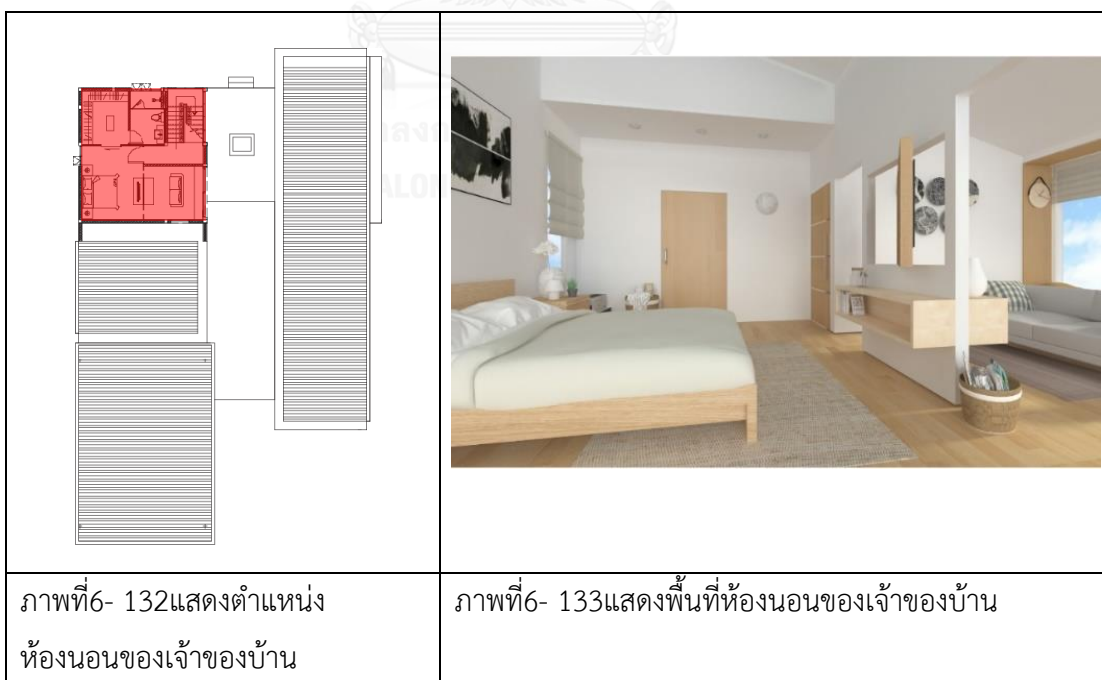 ภาพที่6- 132แสดงตำแหน่ง
ห้องนอนของเจ้าของบ้าน
ภาพที่6- 133แสดงพื้นที่ห้องนอนของเจ้าของบ้าน